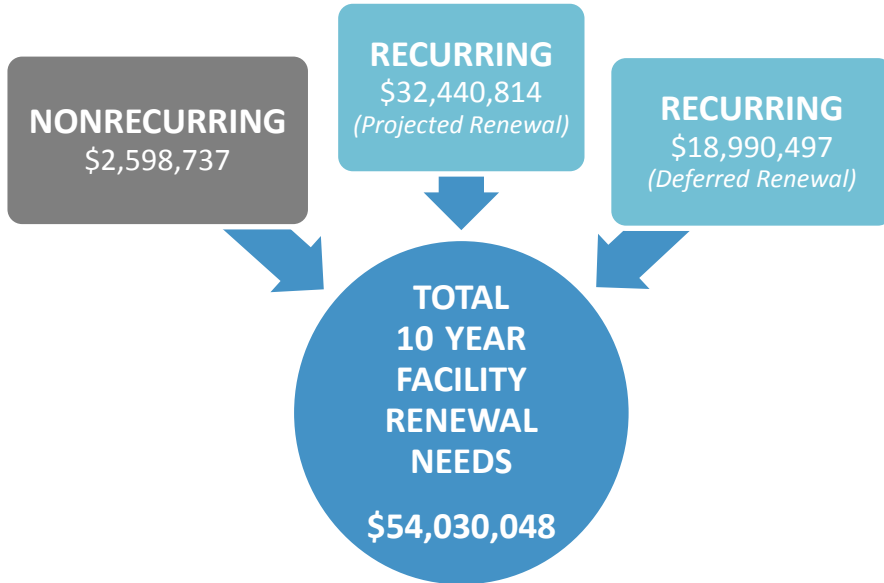 NONRECURRING
$2,598,737
RECURRING
$32,440,814
(Projected Renewal)
RECURRING
$18,990,497
(Deferred Renewal)
TOTAL
10 YEAR
FACILITY
RENEWAL
NEEDS
$54,030,048